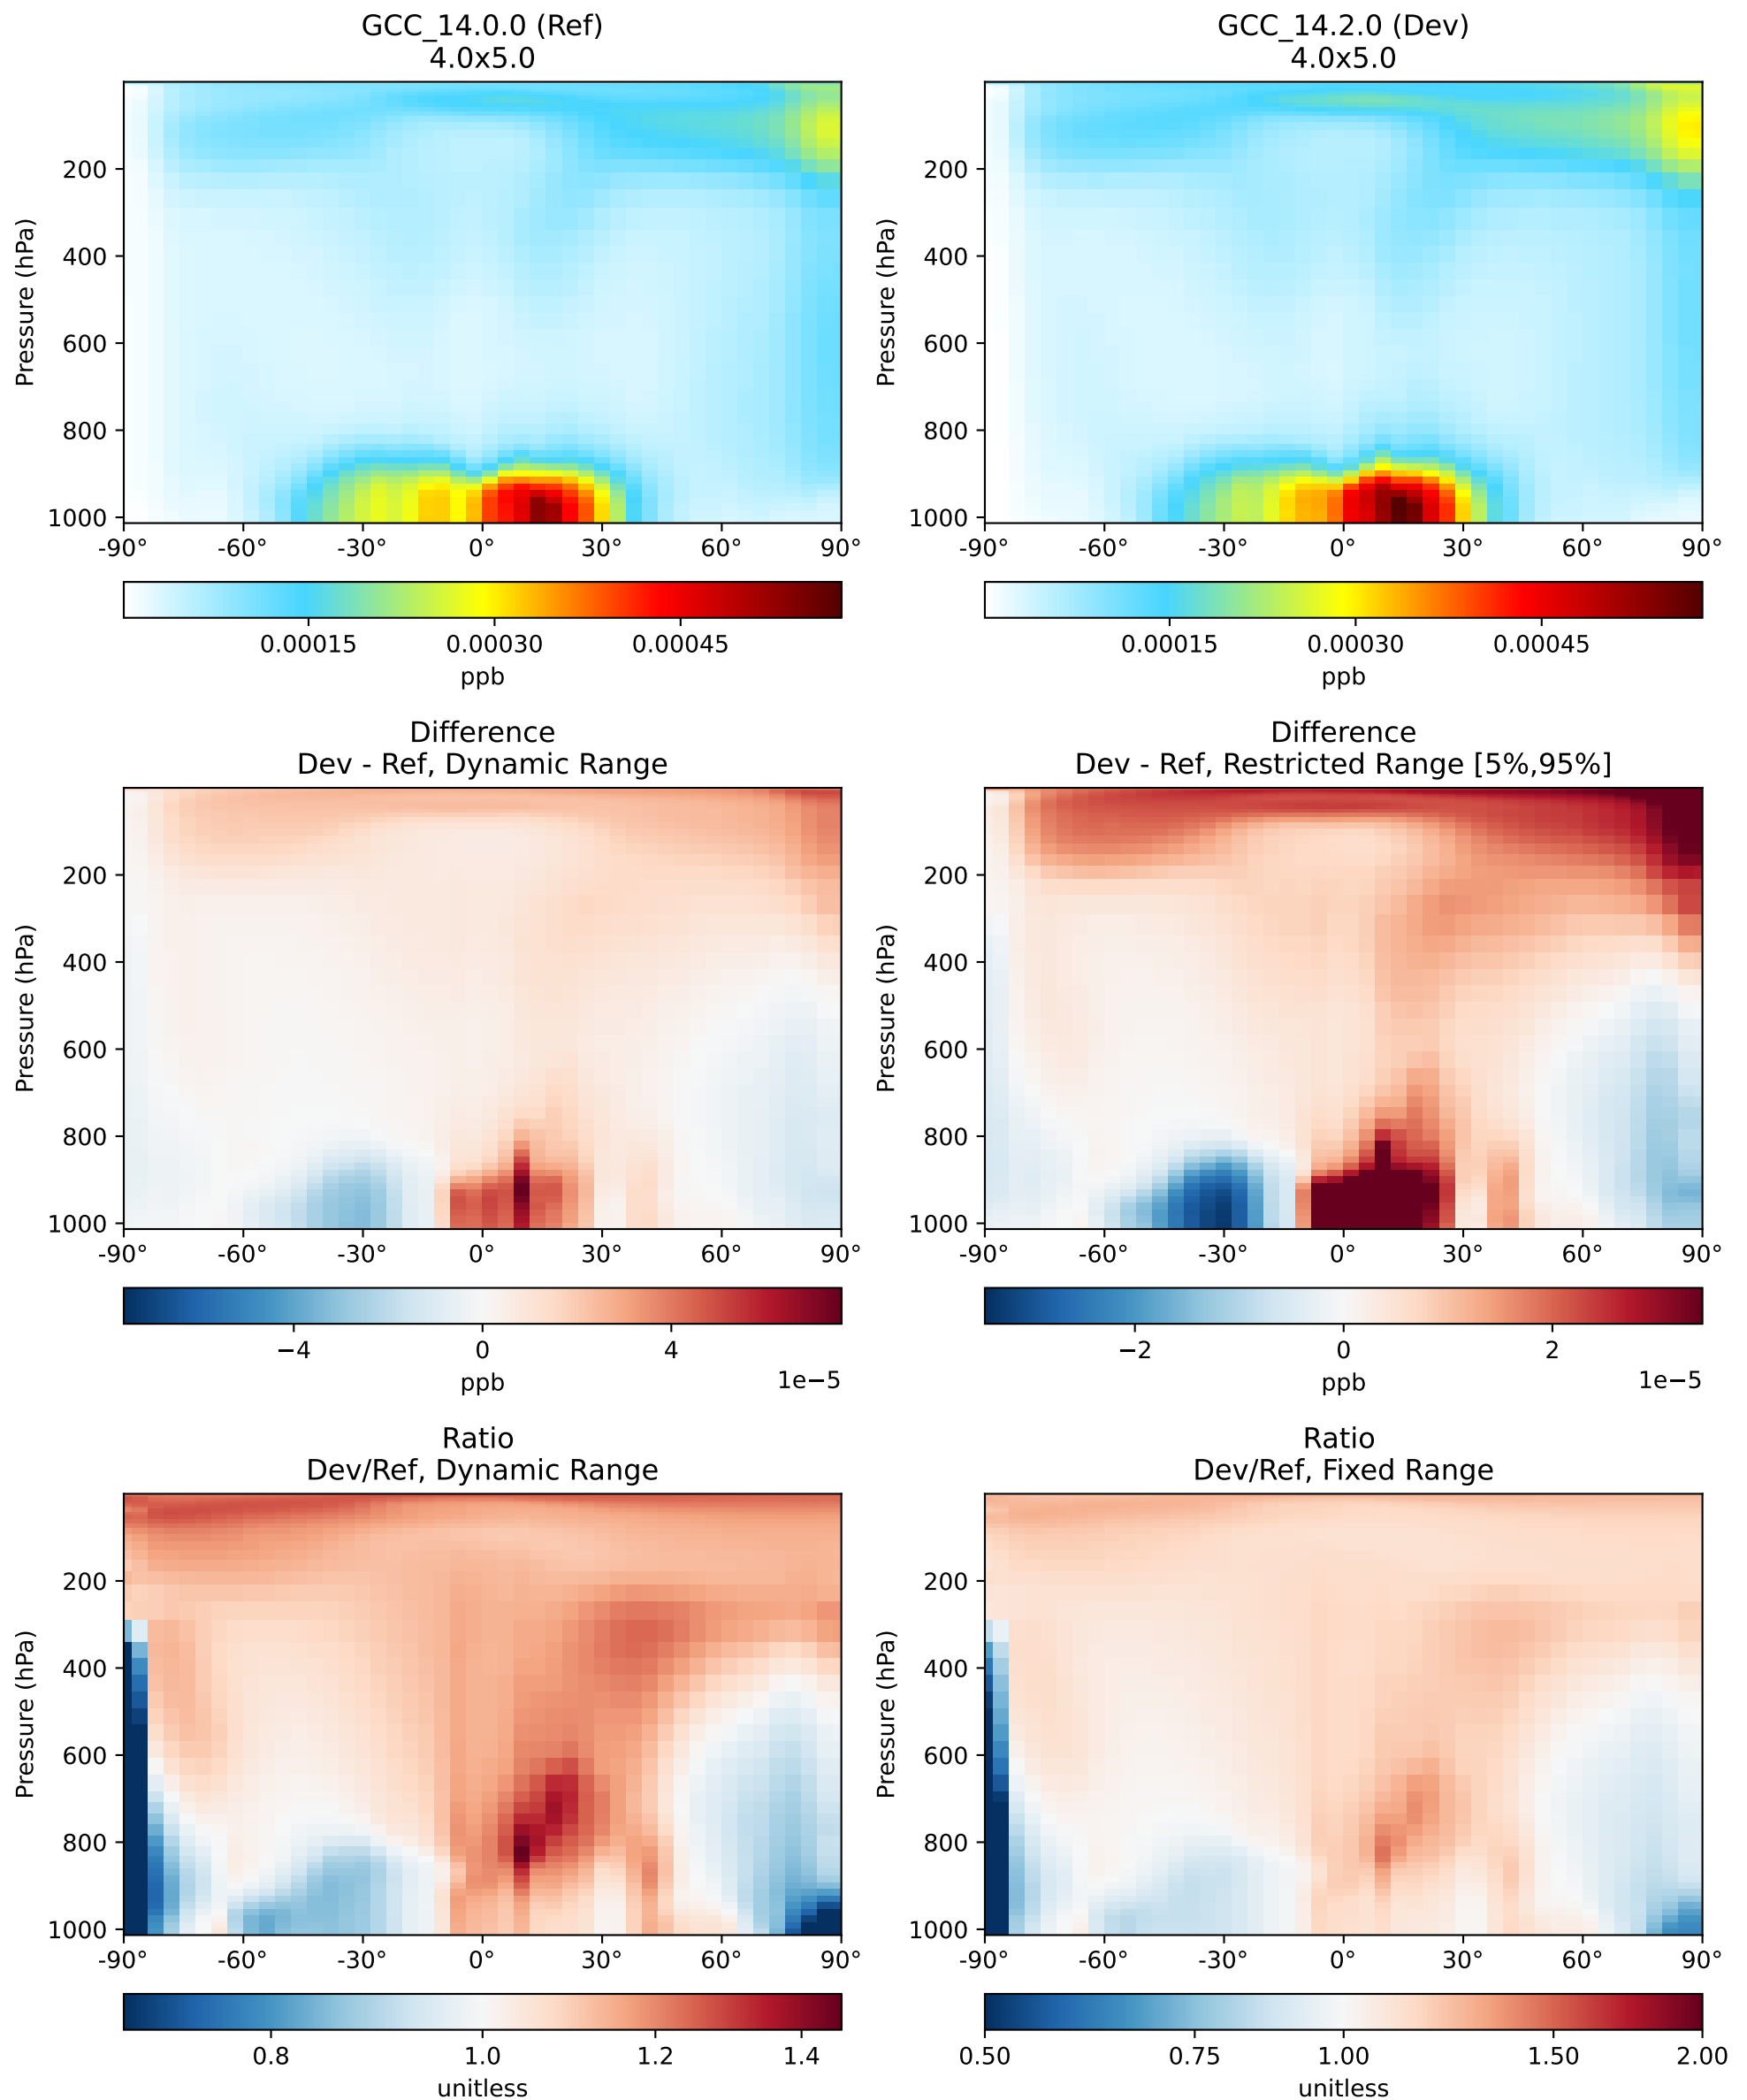 GCC_14.0.0 (Ref)
4.0x5.0
Pressure (hPa)
200
400
600
800
1000
-90° -60° -30° 0° 30° 60° 90°
0.00015 0.00030 0.00045
ppb
GCC_14.2.0 (Dev)
4.0x5.0
Pressure (hPa)
200
400
600
800
1000
-90° -60° -30° 0° 30° 60° 90°
0.00015 0.00030 0.00045
ppb
Difference
Dev - Ref, Dynamic Range
Pressure (hPa)
200
400
600
800
1000
-90° -60° -30° 0° 30° 60° 90°
−4 0 4
ppb 1e−5
Difference
Dev - Ref, Restricted Range [5%,95%]
Pressure (hPa)
200
400
600
800
1000
-90° -60° -30° 0° 30° 60° 90°
−2 0 2
ppb 1e−5
Ratio
Dev/Ref, Dynamic Range
Pressure (hPa)
200
400
600
800
1000
-90° -60° -30° 0° 30° 60° 90°
0.8 1.0 1.2 1.4
unitless
Ratio
Dev/Ref, Fixed Range
Pressure (hPa)
200
400
600
800
1000
-90° -60° -30° 0° 30° 60° 90°
0.50 0.75 1.00 1.50 2.00
unitless